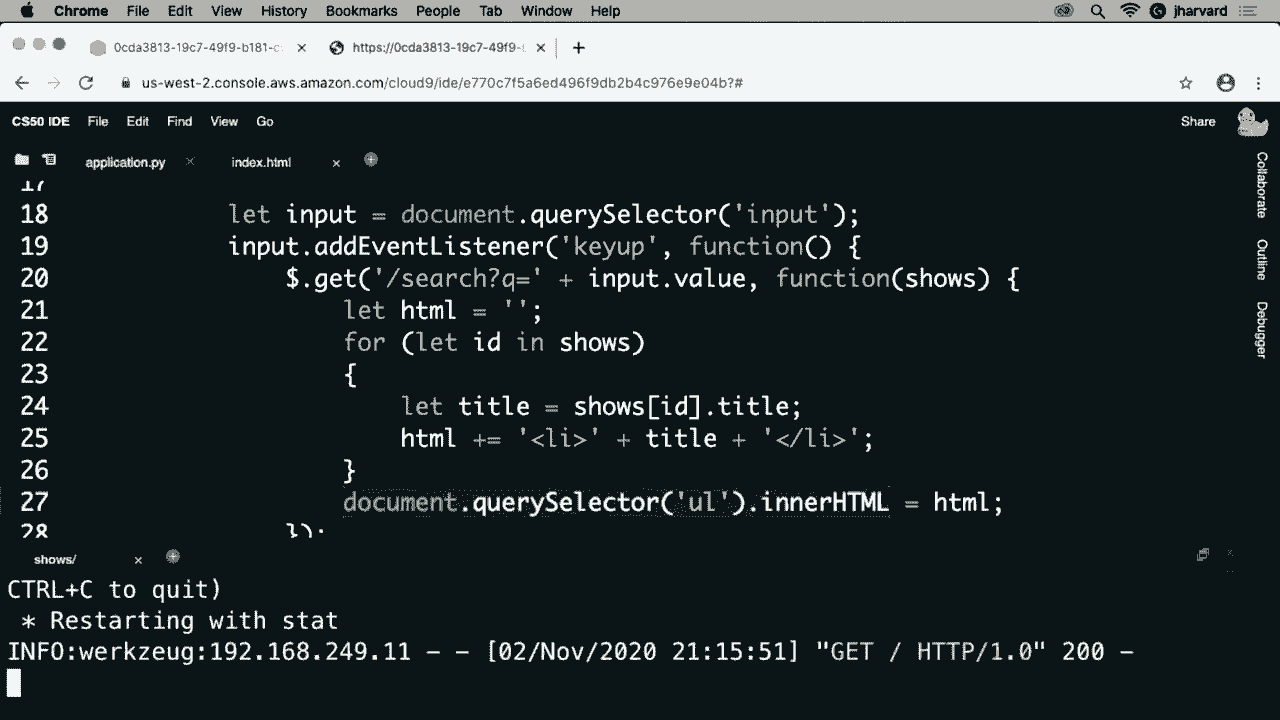 Chrome File Edit View History Bookmarks People Tab Window Help jharvard
0cda3813-19c7-49f9-b181-c
https://0cda3813-19c7-49f9-
us-west-2.console.aws.amazon.com/cloud9/ide/e770c7f5a6ed496f9db2b4c976e9e04b?#
CS50 IDE File Edit Find View Go Share
application.py index.html
Collaborate
Outline
Debugger
17
18 let input = document.querySelector('input');
19 input.addEventListener('keyup', function() {
20 $.get('/search?q=' + input.value, function(shows) {
21 let html = '';
22 for (let id in shows)
23 {
24 let title = shows[id].title;
25 html += '<li>' + title + '</li>';
26 }
27 document.querySelector('ul').innerHTML = html;
28 });
shows/
CTRL+C to quit)
* Restarting with stat
INFO:werkzeug:192.168.249.11 - - [02/Nov/2020 21:15:51] "GET / HTTP/1.0" 200 -